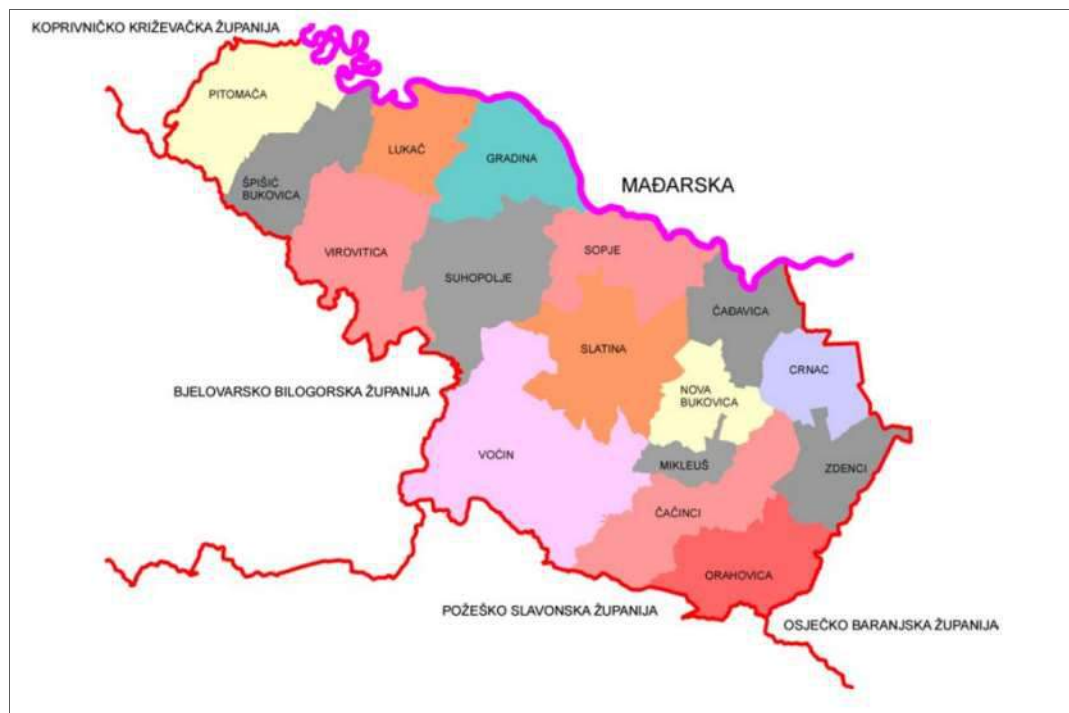 KOPRIVNIČKO KRIŽEVAČKA ŽUPANIJA
PITOMAČA
LUKAČ
GRADINA
ŠPIŠIĆ
BUKOVICA
MAĐARSKA
VIROVITICA
SUHOPOLJE
SOPJE
ČAĐAVICA
SLATINA
CRNAC
BJELOVARSKO BILOGORSKA ŽUPANIJA
NOVA
BUKOVICA
VOĆIN
MIKLEUŠ
ZDENCI
ČAČINCI
ORAHOVICA
POŽEŠKO SLAVONSKA ŽUPANIJA
OSJEČKO BARANJSKA ŽUPANIJA